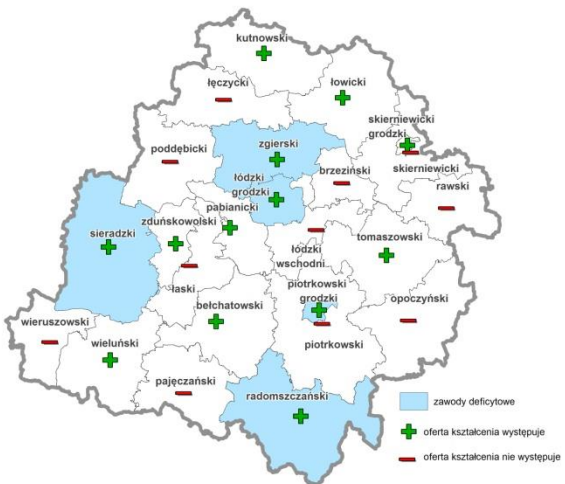 kutnowski
łęczycki
łowicki
skierniewicki
grodzki
zgierski
poddębicki
brzeziński
skierniewicki
łódzki
grodzki
rawski
pabianicki
zduńskowolski
sieradzki
łódzki
wschodni
tomaszowski
łaski
piotrkowski
grodzki
bełchatowski
opoczyński
wieruszowski
wieluński
piotrkowski
pajęczański
radomszczański
zawody deficytowe
oferta kształcenia występuje
oferta kształcenia nie występuje